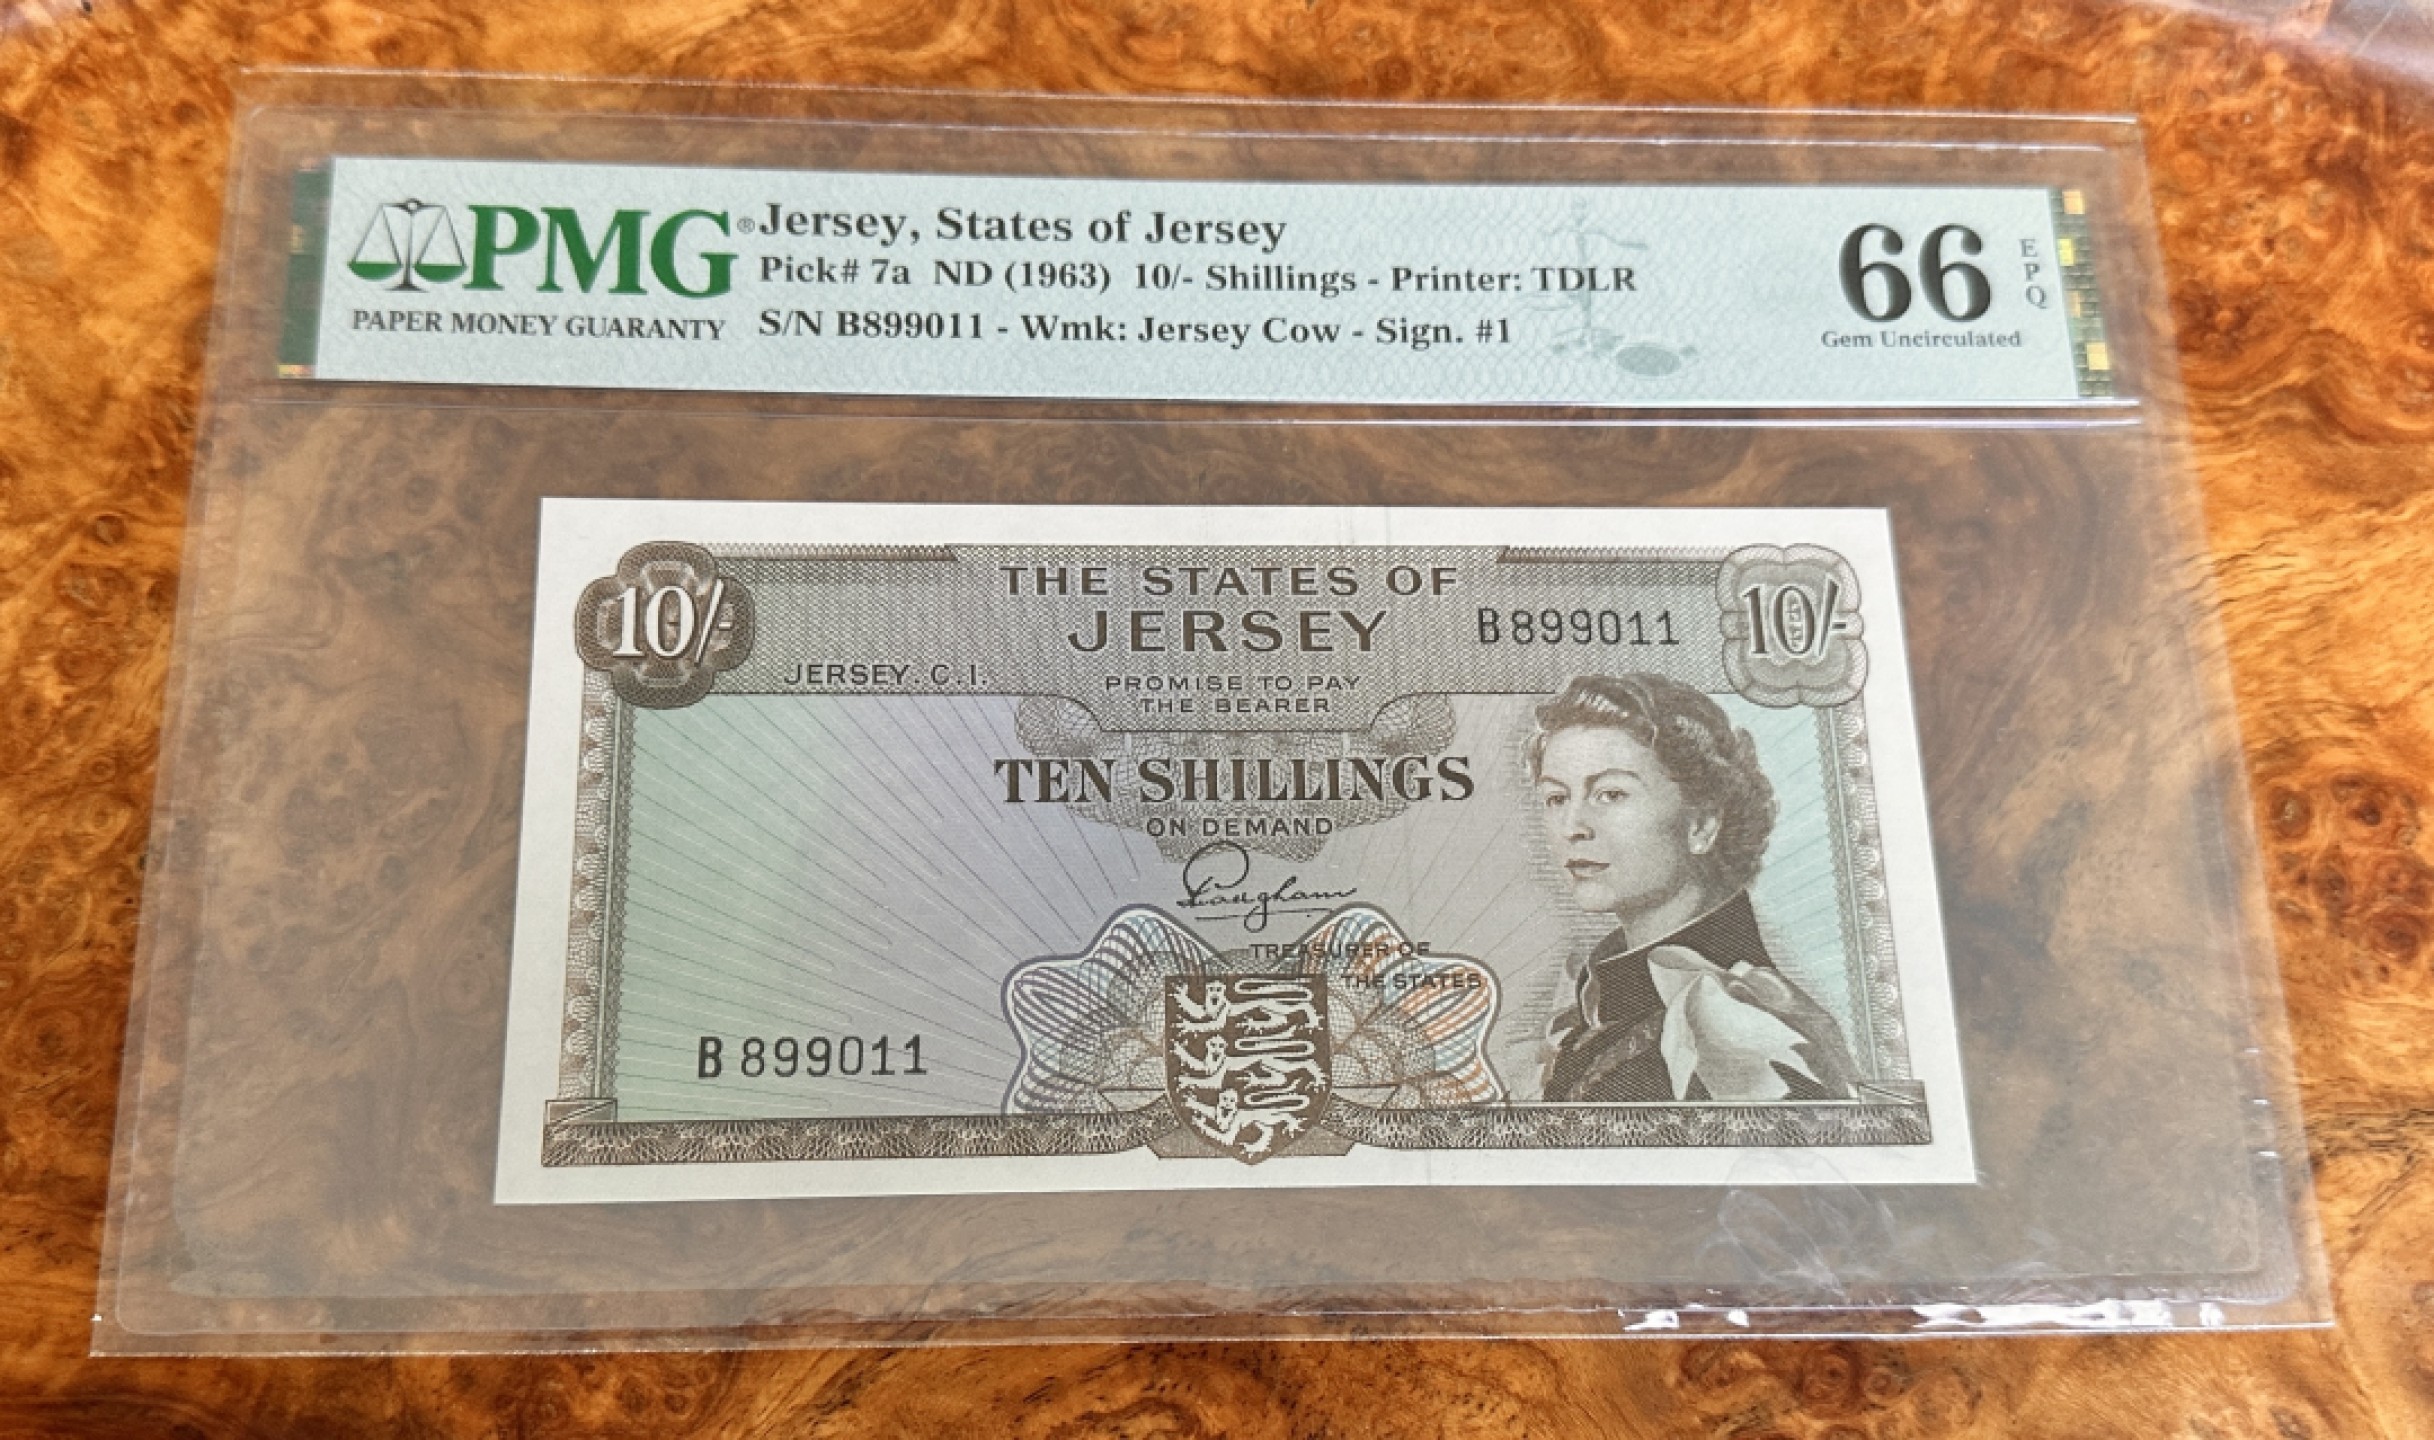 PMG®
PAPER MONEY GUARANTY
Jersey, States of Jersey
Pick# 7a ND (1963) 10/- Shillings - Printer: TDLR
S/N B899011 - Wmk: Jersey Cow - Sign. #1
66
EPQ
Gem Uncirculated
10/-
THE STATES OF
JERSEY
B899011
10/-
JERSEY. C.I.
PROMISE TO PAY
THE BEARER
TEN SHILLINGS
ON DEMAND
Padgham
TREASURER OF
THE STATES
B 899011